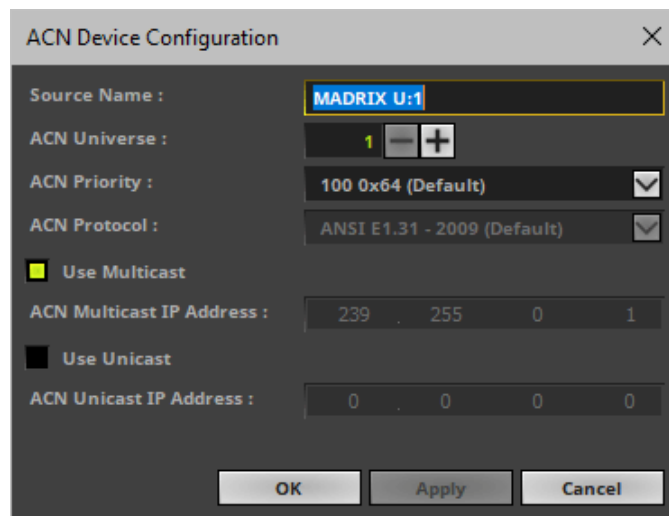 ACN Device Configuration
Source Name : MADRIX U:1
ACN Universe : 1
ACN Priority : 100 0x64 (Default)
ACN Protocol : ANSI E1.31 - 2009 (Default)
Use Multicast
ACN Multicast IP Address : 239 . 255 0 1
Use Unicast
ACN Unicast IP Address : 0 . 0 0 0
OK Apply Cancel